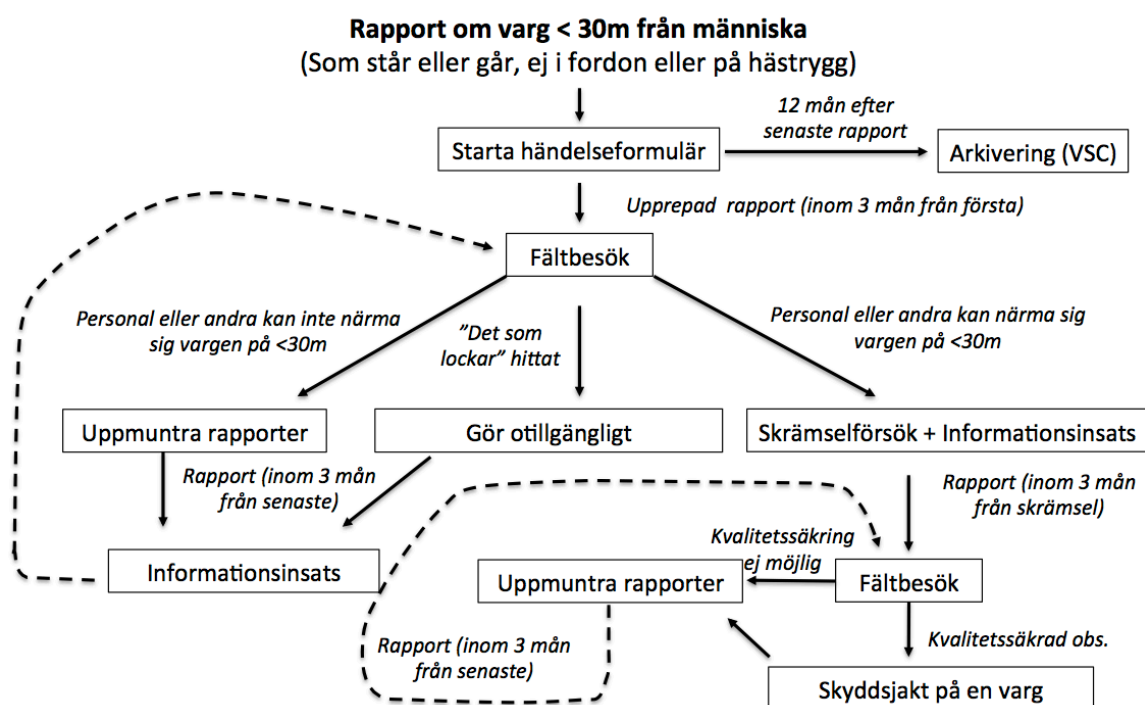 Rapport om varg < 30m från människa
(Som står eller går, ej i fordon eller på hästrygg)
12 mån efter
senaste rapport
Starta händelseformulär
Arkivering (VSC)
Upprepad rapport (inom 3 mån från första)
Fältbesök
Personal eller andra kan inte närma
sig vargen på <30m
”Det som
lockar” hittat
Personal eller andra kan närma sig
vargen på <30m
Uppmuntra rapporter
Gör otillgängligt
Skrämselförsök + Informationsinsats
Rapport (inom 3 mån
från senaste)
Rapport (inom 3 mån
från skrämsel)
Informationsinsats
Kvalitetssäkring
ej möjlig
Uppmuntra rapporter
Fältbesök
Rapport (inom 3 mån
från senaste)
Kvalitetssäkrad obs.
Skyddsjakt på en varg